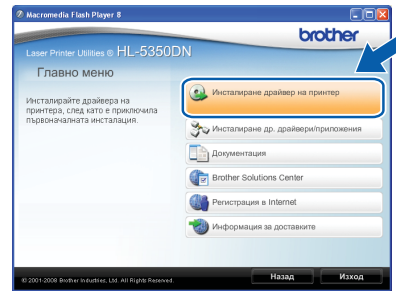 Macromedia Flash Player 8
brother
Laser Printer Utilities ® HL-5350DN
Главно меню
Инсталирайте драйвера на
принтера, след като е приключила
първоначалната инсталация.
Инсталиране драйвер на принтер
Инсталиране др. драйвери/приложения
Документация
Brother Solutions Center
Регистрация в Internet
Информация за доставките
© 2001-2008 Brother Industries, Ltd. All Rights Reserved.
Назад
Изход